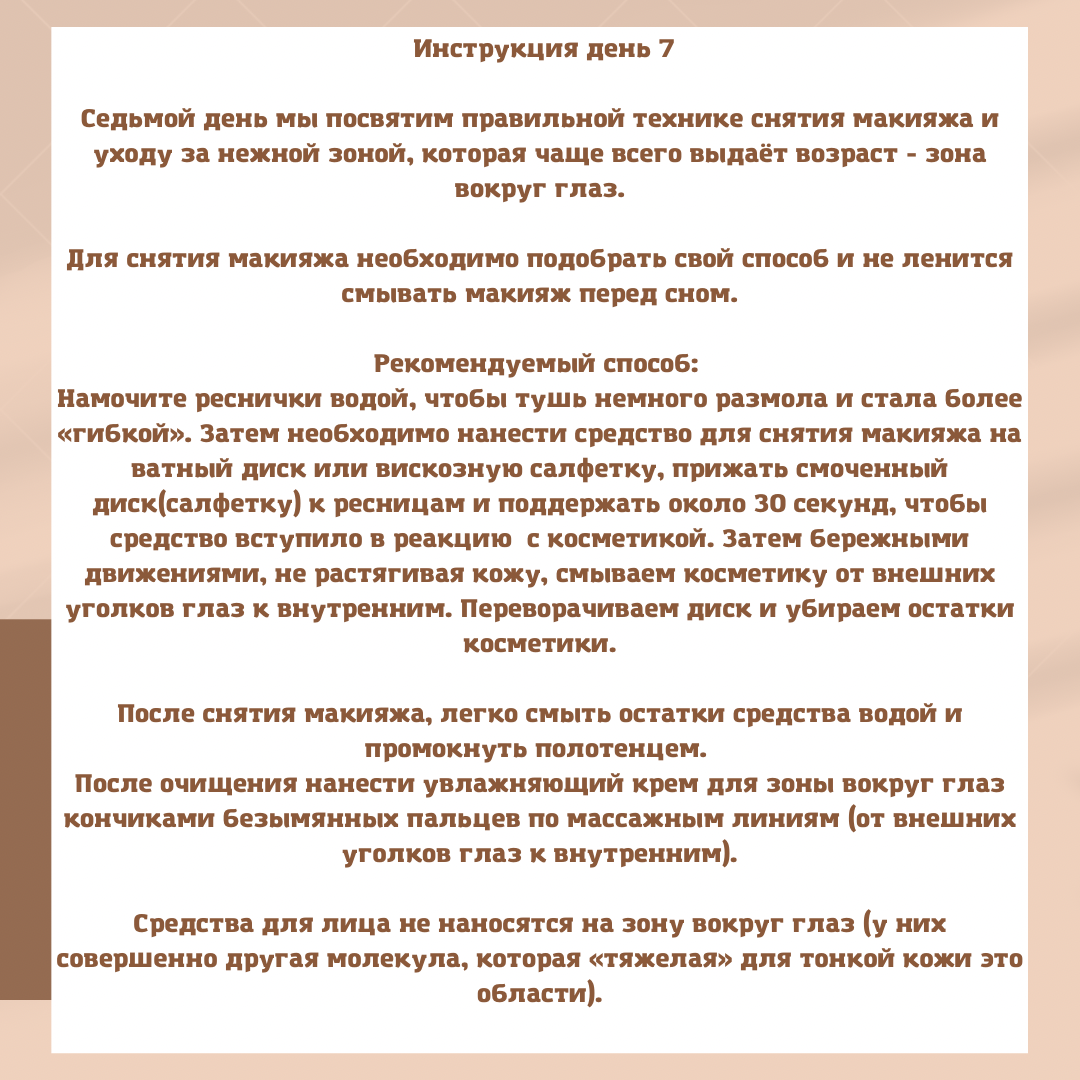 Инструкция день 7
Седьмой день мы посвятим правильной технике снятия макияжа и
уходу за нежной зоной, которая чаще всего выдаёт возраст - зона
вокруг глаз.
Для снятия макияжа необходимо подобрать свой способ и не ленится
смывать макияж перед сном.
Рекомендуемый способ:
Намочите реснички водой, чтобы тушь немного размола и стала более
«гибкой». Затем необходимо нанести средство для снятия макияжа на
ватный диск или вискозную салфетку, прижать смоченный
диск(салфетку) к ресницам и поддержать около 30 секунд, чтобы
средство вступило в реакцию  с косметикой. Затем бережными
движениями, не растягивая кожу, смываем косметику от внешних
уголков глаз к внутренним. Переворачиваем диск и убираем остатки
косметики.
После снятия макияжа, легко смыть остатки средства водой и
промокнуть полотенцем.
После очищения нанести увлажняющий крем для зоны вокруг глаз
кончиками безымянных пальцев по массажным линиям (от внешних
уголков глаз к внутренним).
Средства для лица не наносятся на зону вокруг глаз (у них
совершенно другая молекула, которая «тяжелая» для тонкой кожи это
области).